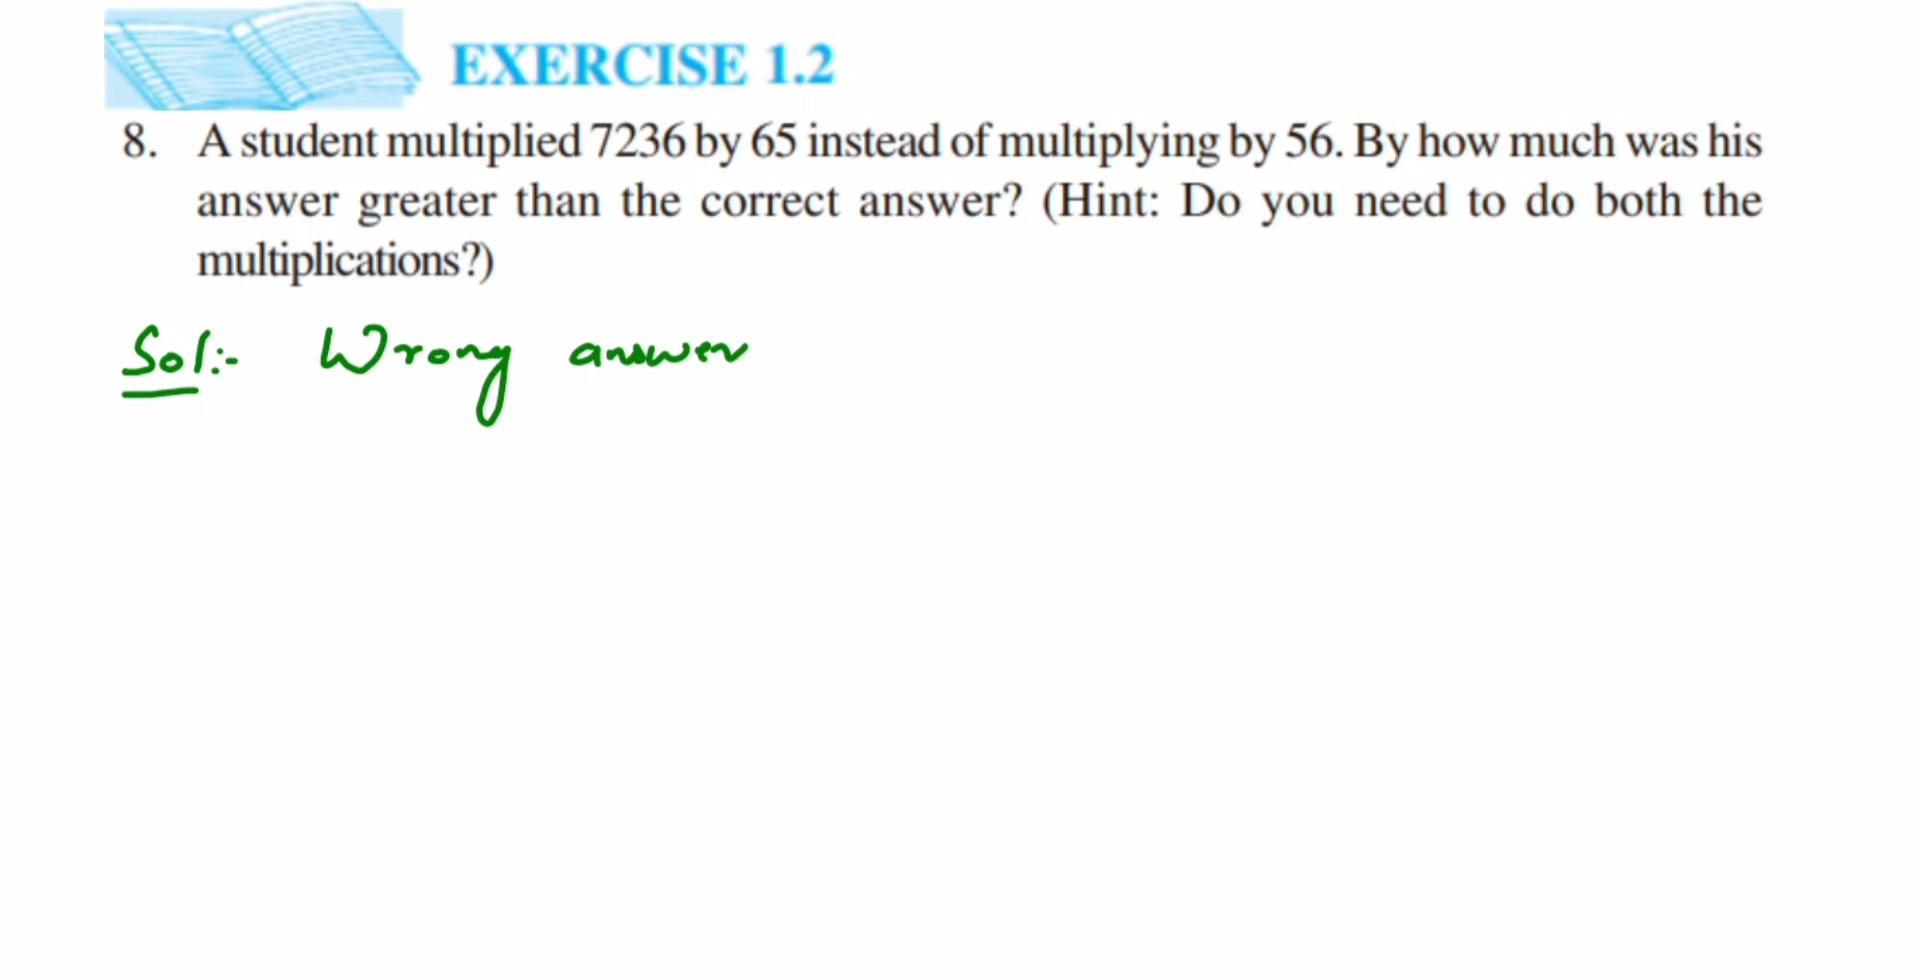 EXERCISE 1.2
8. A student multiplied 7236 by 65 instead of multiplying by 56. By how much was his
answer greater than the correct answer? (Hint: Do you need to do both the
multiplications?)
Sol:- Wrong answer